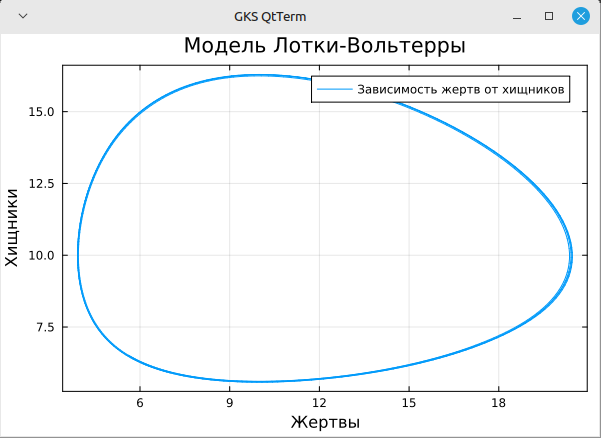 GKS QtTerm
Модель Лотки-Вольтерры
Зависимость жертв от хищников
15.0
12.5
10.0
7.5
Хищники
6 9 12 15 18
Жертвы